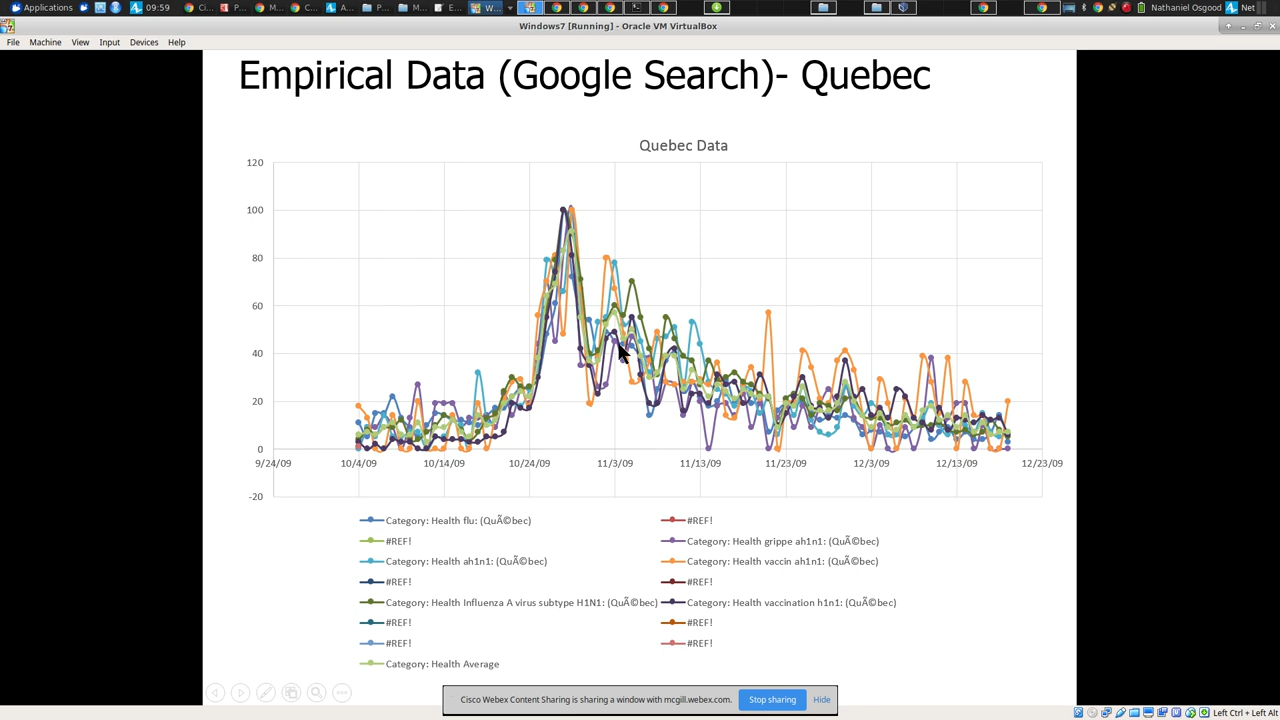 Applications 09:59 Ci... P... M... C... A... P... M... E... W... Nathaniel Osgood Net
Windows7 [Running] - Oracle VM VirtualBox
File Machine View Input Devices Help
Empirical Data (Google Search)- Quebec
Quebec Data
120
100
80
60
40
20
0
9/24/09 10/4/09 10/14/09 10/24/09 11/3/09 11/13/09 11/23/09 12/3/09 12/13/09 12/23/09
-20
Category: Health flu: (QuÃ©bec) #REF!
#REF! Category: Health grippe ah1n1: (QuÃ©bec)
Category: Health ah1n1: (QuÃ©bec) Category: Health vaccin ah1n1: (QuÃ©bec)
#REF! #REF!
Category: Health Influenza A virus subtype H1N1: (QuÃ©bec) Category: Health vaccination h1n1: (QuÃ©bec)
#REF! #REF!
#REF! #REF!
Category: Health Average
Cisco Webex Content Sharing is sharing a window with mcgill.webex.com. Stop sharing Hide
Left Ctrl + Left Alt